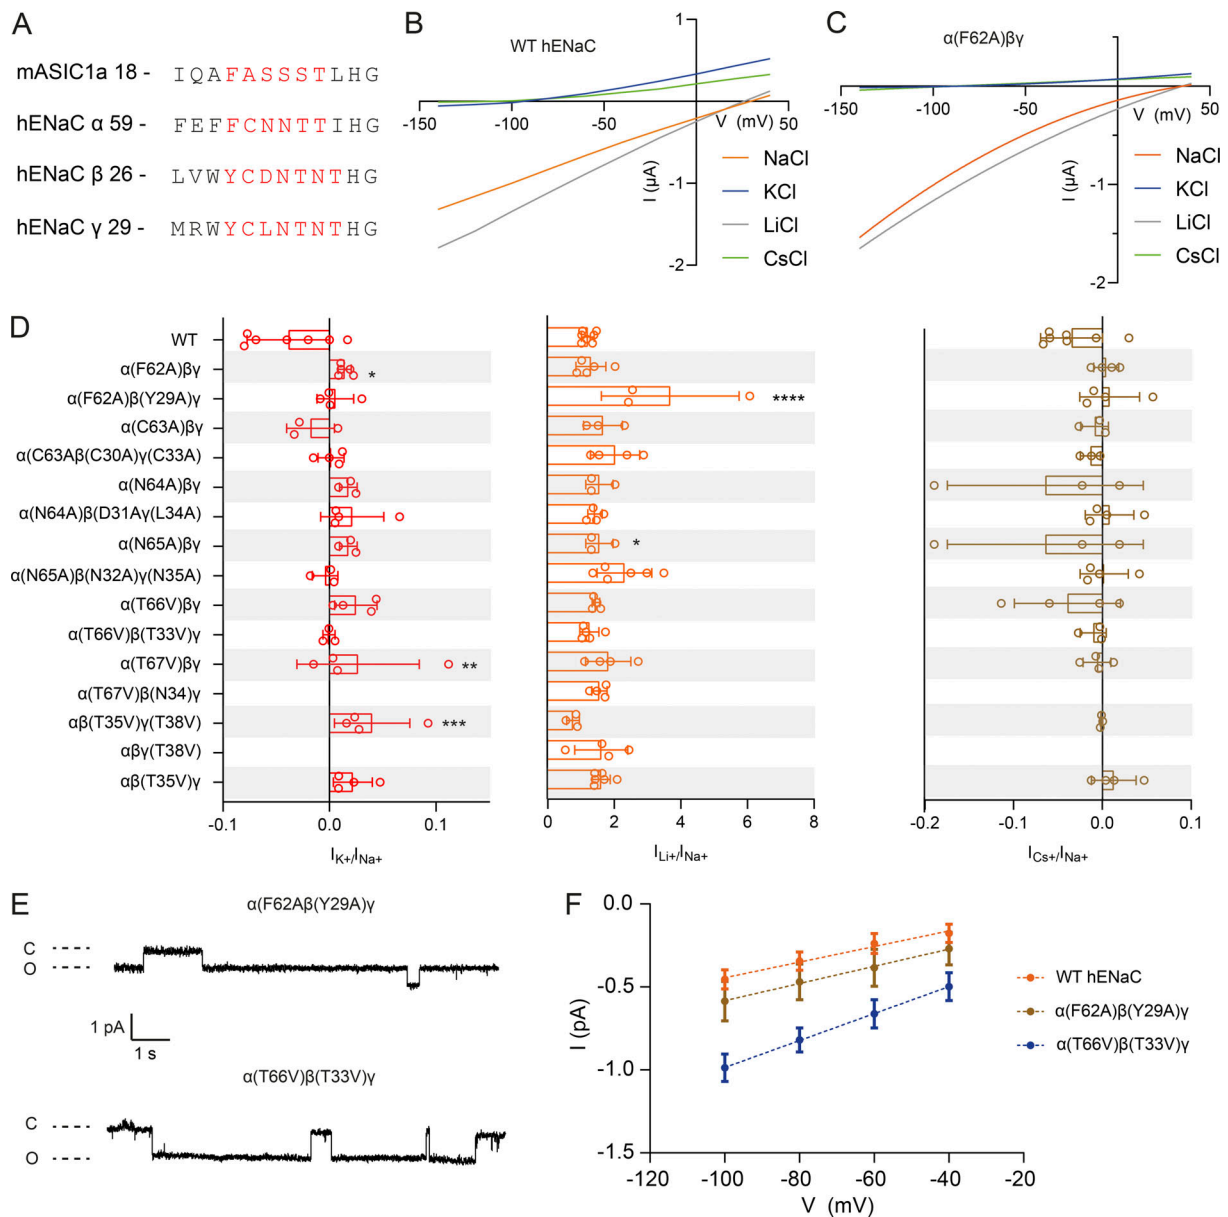 A
mASIC1a 18 - IQAFASSSTLHG
hENaC α 59 - FEFFCNNTTIHG
hENaC β 26 - LVWYCDNTNTHG
hENaC γ 29 - MRWYCLNTNTHG
B
WT hENaC
1
-150 -100 -50 50
V (mV)
I (µA)
-1
-2
NaCl
KCl
LiCl
CsCl
C
α(F62A)βγ
-150 -100 -50 50
V (mV)
I (µA)
-1
-2
NaCl
KCl
LiCl
CsCl
D
WT
α(F62A)βγ *
α(F62A)β(Y29A)γ ****
α(C63A)βγ
α(C63Aβ(C30A)γ(C33A)
α(N64A)βγ
α(N64A)β(D31Aγ(L34A)
α(N65A)βγ *
α(N65A)β(N32A)γ(N35A)
α(T66V)βγ
α(T66V)β(T33V)γ
α(T67V)βγ **
α(T67V)β(N34)γ
αβ(T35V)γ(T38V) ***
αβγ(T38V)
αβ(T35V)γ
-0.1 0.0 0.1
I K+/I Na+
0 2 4 6 8
I Li+/I Na+
-0.2 -0.1 0.0 0.1
I Cs+/I Na+
E
α(F62Aβ(Y29A)γ
C
O
1 pA
1 s
α(T66V)β(T33V)γ
C
O
F
0.0
-0.5
-1.0
-1.5
I (pA)
-120 -100 -80 -60 -40 -20
V (mV)
WT hENaC
α(F62A)β(Y29A)γ
α(T66V)β(T33V)γ